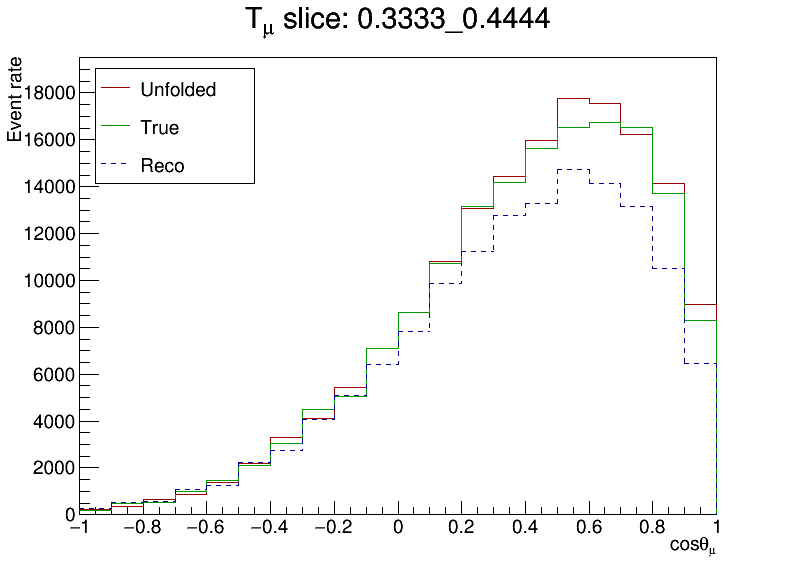 T_μ slice: 0.3333_0.4444
Event rate
18000
16000
14000
12000
10000
8000
6000
4000
2000
0
Unfolded
True
Reco
−1 −0.8 −0.6 −0.4 −0.2 0 0.2 0.4 0.6 0.8 1
cosθ_μ